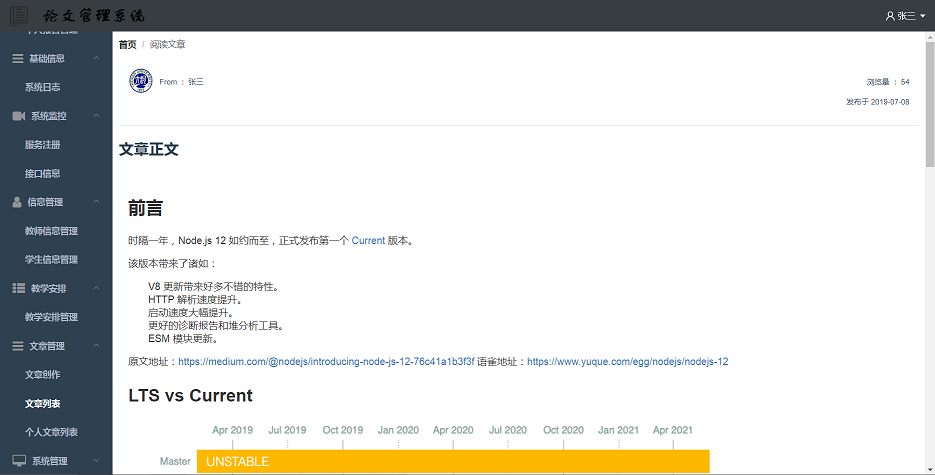 论文管理系统
张三
个人报告管理
基础信息
系统日志
系统监控
服务注册
接口信息
信息管理
教师信息管理
学生信息管理
教学安排
教学安排管理
文章管理
文章创作
文章列表
个人文章列表
系统管理
首页 / 阅读文章
From ：张三
浏览量 ： 54
发布于 2019-07-08
文章正文
前言
时隔一年，Node.js 12 如约而至，正式发布第一个 Current 版本。
该版本带来了诸如：
V8 更新带来好多不错的特性。
HTTP 解析速度提升。
启动速度大幅提升。
更好的诊断报告和堆分析工具。
ESM 模块更新。
原文地址：https://medium.com/@nodejs/introducing-node-js-12-76c41a1b3f3f 语雀地址：https://www.yuque.com/egg/nodejs/nodejs-12
LTS vs Current
Apr 2019 Jul 2019 Oct 2019 Jan 2020 Apr 2020 Jul 2020 Oct 2020 Jan 2021 Apr 2021
Master UNSTABLE